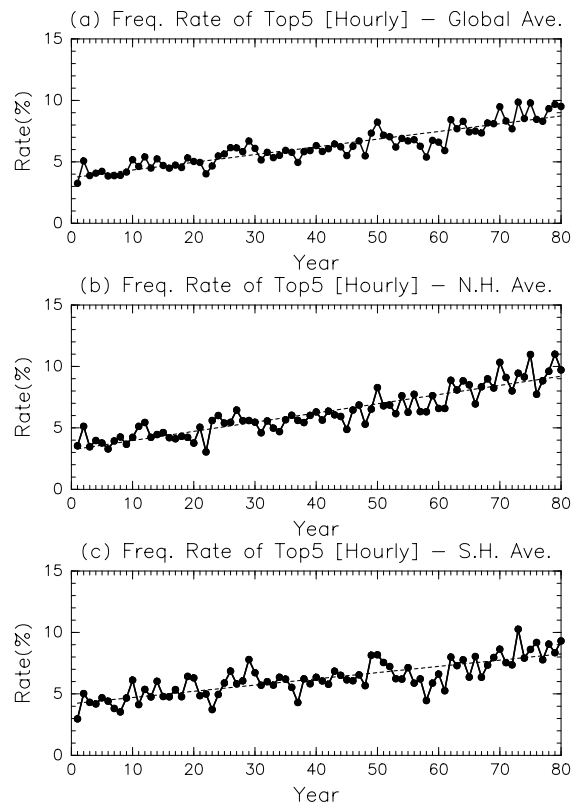 (a) Freq. Rate of Top5 [Hourly] – Global Ave.
15
10
5
0
Rate(%)
0 10 20 30 40 50 60 70 80
Year
(b) Freq. Rate of Top5 [Hourly] – N.H. Ave.
15
10
5
0
Rate(%)
0 10 20 30 40 50 60 70 80
Year
(c) Freq. Rate of Top5 [Hourly] – S.H. Ave.
15
10
5
0
Rate(%)
0 10 20 30 40 50 60 70 80
Year